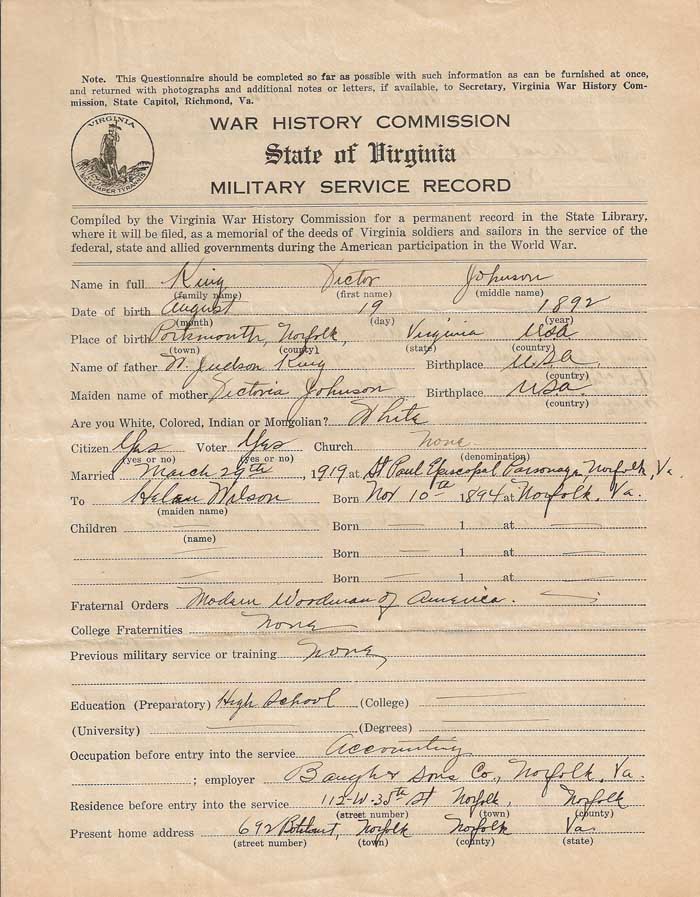 Note. This Questionnaire should be completed so far as possible with such information as can be furnished at once,
and returned with photographs and additional notes or letters, if available, to Secretary, Virginia War History Com-
mission, State Capitol, Richmond, Va.
VIRGINIA
SIC SEMPER TYRANNIS
WAR HISTORY COMMISSION
State of Virginia
MILITARY SERVICE RECORD
Compiled by the Virginia War History Commission for a permanent record in the State Library,
where it will be filed, as a memorial of the deeds of Virginia soldiers and sailors in the service of the
federal, state and allied governments during the American participation in the World War.
Name in full King Victor Johnson
(family name) (first name) (middle name)
Date of birth August 19 1892
(month) (day) (year)
Place of birth Portsmouth, Norfolk, Virginia USA
(town) (county) (state) (country)
Name of father W. Judson King Birthplace U.S.A.
(country)
Maiden name of mother Victoria Johnson Birthplace U.S.A.
(country)
Are you White, Colored, Indian or Mongolian? White
Citizen Yes Voter Yes Church None
(yes or no) (yes or no) (denomination)
Married March 29th, 1919 at St Paul Episcopal Parsonage, Norfolk, Va.
To Helen Wilson Born Nov 10th 1894 at Norfolk, Va.
(maiden name)
Children Born 1 at
(name)
Born 1 at
Born 1 at
Fraternal Orders Modern Woodman of America.
College Fraternities None
Previous military service or training None
Education (Preparatory) High School (College)
(University) (Degrees)
Occupation before entry into the service Accounting
; employer Baugh & Sons Co., Norfolk, Va.
Residence before entry into the service 112-W-35th St Norfolk, Norfolk
(street number) (town) (county)
Present home address 692 Norfolk Norfolk Va.
(street number) (town) (county) (state)